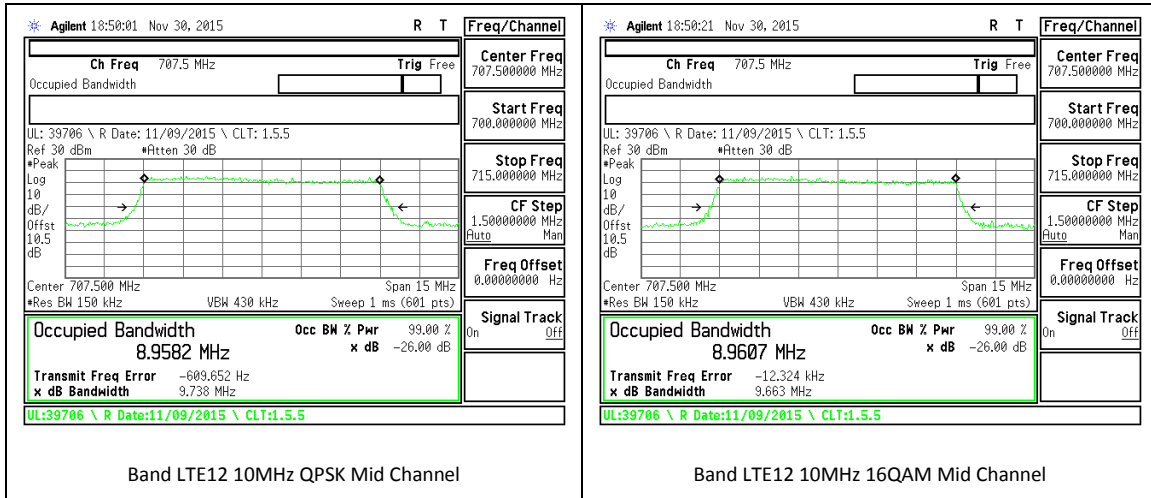 Agilent 18:50:01 Nov 30, 2015 R T
Freq/Channel
Ch Freq 707.5 MHz Trig Free
Occupied Bandwidth
Center Freq
707.500000 MHz
Start Freq
700.000000 MHz
UL: 39706 \ R Date: 11/09/2015 \ CLT: 1.5.5
Ref 30 dBm #Atten 30 dB
#Peak
Log
10
dB/
Offst
10.5
dB
Stop Freq
715.000000 MHz
CF Step
1.50000000 MHz
Auto Man
Freq Offset
0.00000000 Hz
Center 707.500 MHz Span 15 MHz
#Res BW 150 kHz VBW 430 kHz Sweep 1 ms (601 pts)
Signal Track
On Off
Occupied Bandwidth Occ BW % Pwr 99.00 %
8.9582 MHz x dB -26.00 dB
Transmit Freq Error -609.652 Hz
x dB Bandwidth 9.738 MHz
UL:39706 \ R Date:11/09/2015 \ CLT:1.5.5
Band LTE12 10MHz QPSK Mid Channel
Agilent 18:50:21 Nov 30, 2015 R T
Freq/Channel
Ch Freq 707.5 MHz Trig Free
Occupied Bandwidth
Center Freq
707.500000 MHz
Start Freq
700.000000 MHz
UL: 39706 \ R Date: 11/09/2015 \ CLT: 1.5.5
Ref 30 dBm #Atten 30 dB
#Peak
Log
10
dB/
Offst
10.5
dB
Stop Freq
715.000000 MHz
CF Step
1.50000000 MHz
Auto Man
Freq Offset
0.00000000 Hz
Center 707.500 MHz Span 15 MHz
#Res BW 150 kHz VBW 430 kHz Sweep 1 ms (601 pts)
Signal Track
On Off
Occupied Bandwidth Occ BW % Pwr 99.00 %
8.9607 MHz x dB -26.00 dB
Transmit Freq Error -12.324 kHz
x dB Bandwidth 9.663 MHz
UL:39706 \ R Date:11/09/2015 \ CLT:1.5.5
Band LTE12 10MHz 16QAM Mid Channel